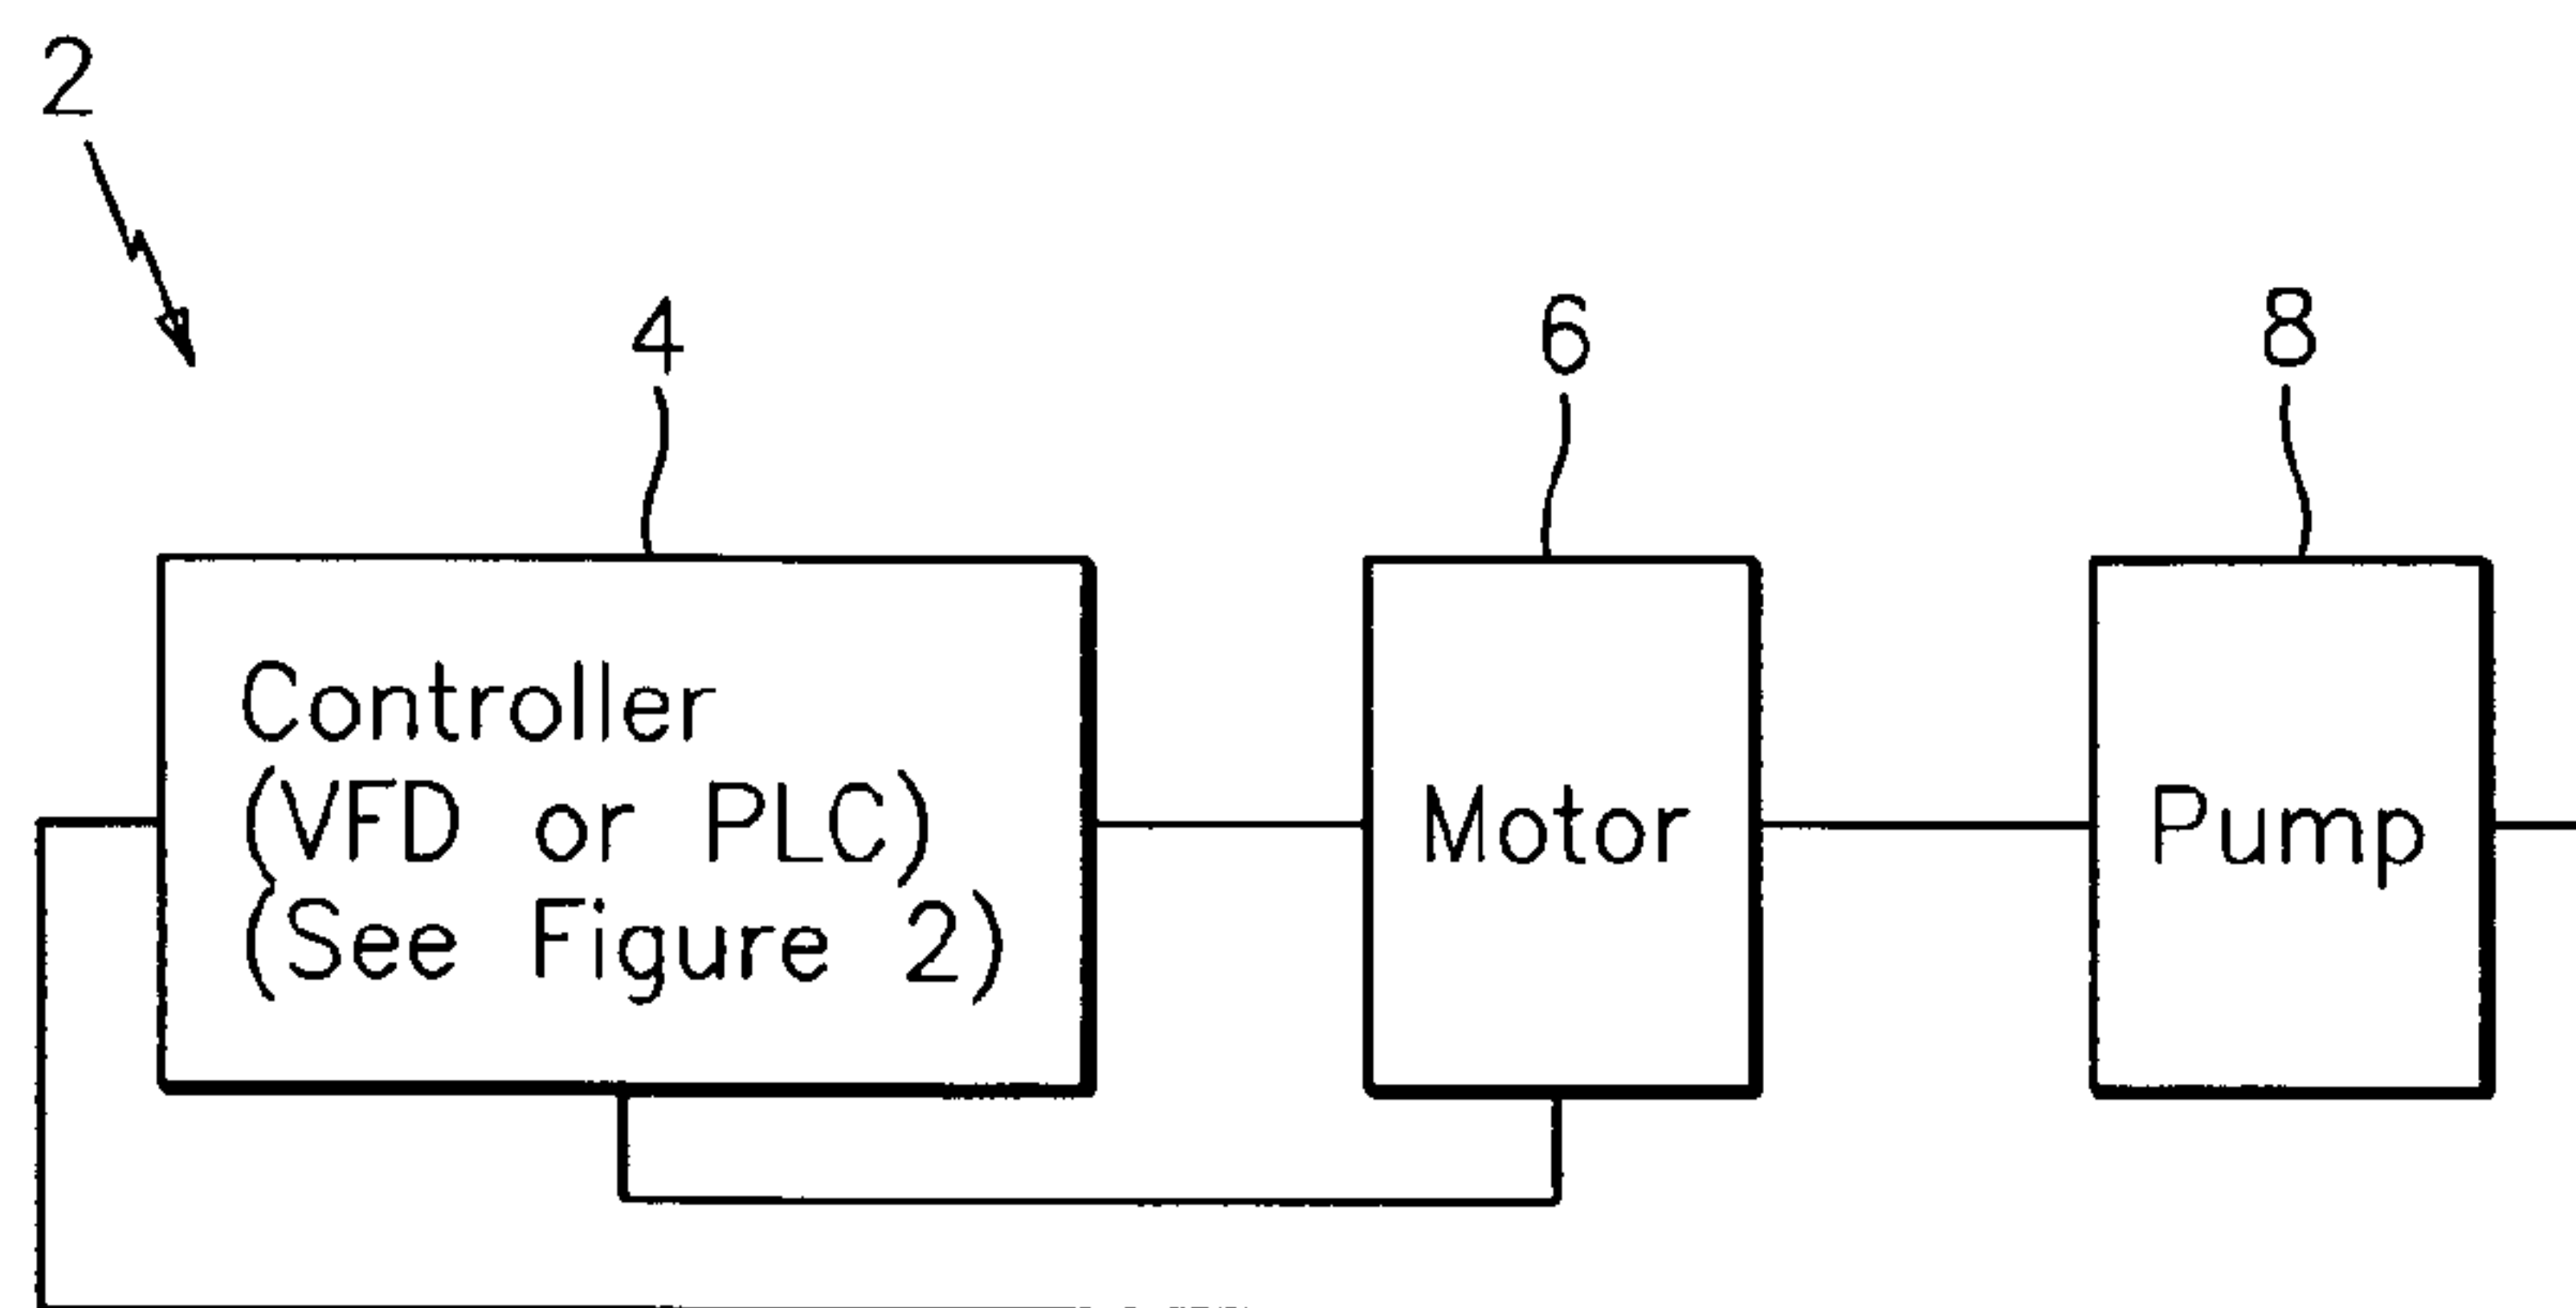 2
4
6
8
Controller
(VFD or PLC)
(See Figure 2)
Motor
Pump